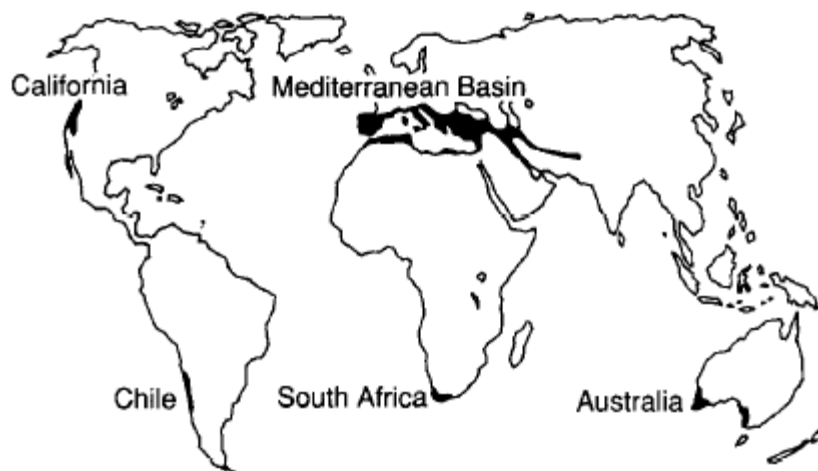 California
Mediterranean Basin
Chile
South Africa
Australia